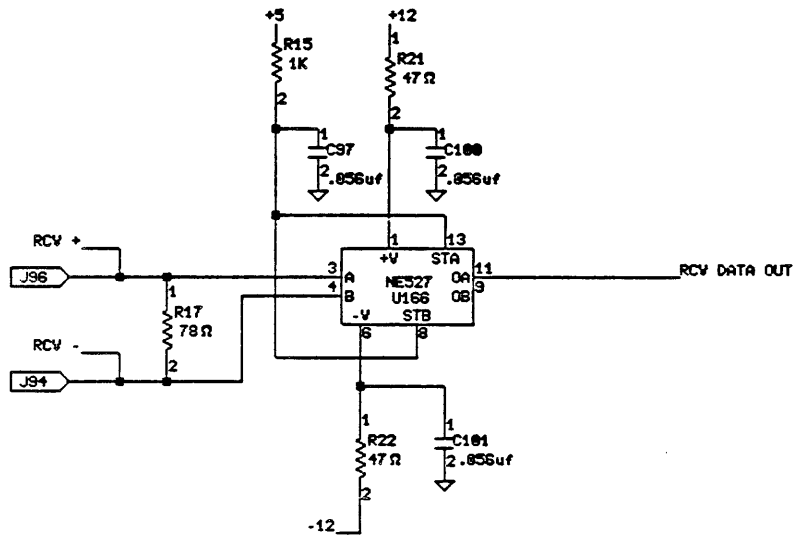 +5
+12
R15
1K
2
1
R21
47Ω
2
1
C97
2
.056uf
1
C100
2
.056uf
RCV +
J96
1
R17
78Ω
2
RCV -
J94
1
13
+V
STA
3
A
NE527
OA
11
RCV DATA OUT
4
B
U166
OB
9
-V
STB
6
8
1
R22
47Ω
2
1
C101
2
.056uf
-12